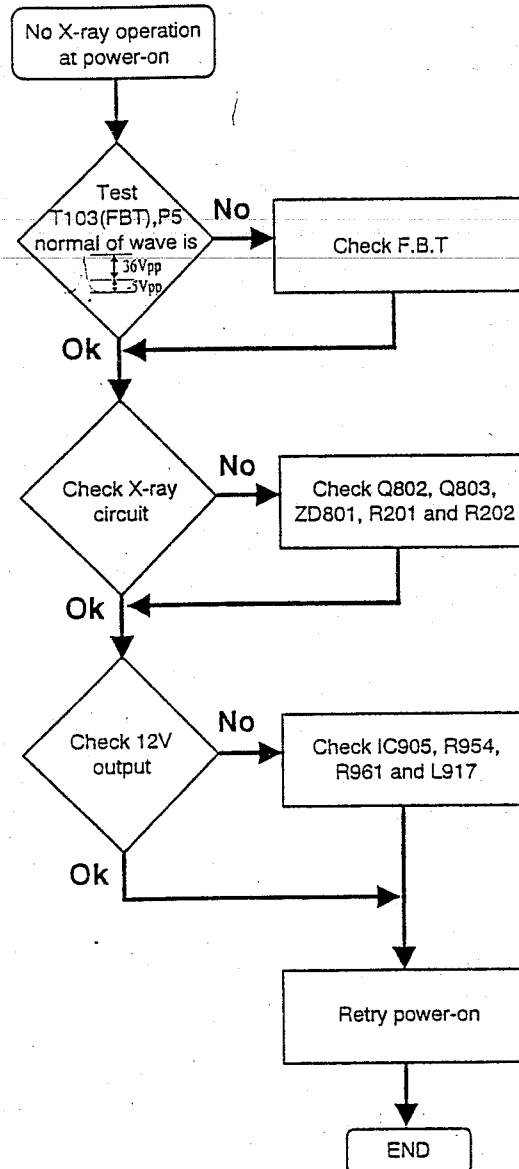 No X-ray operation
at power-on
Test
T103(FBT),P5
normal of wave is
36Vpp
-5Vpp
No
Check F.B.T
Ok
Check X-ray
circuit
No
Check Q802, Q803,
ZD801, R201 and R202
Ok
Check 12V
output
No
Check IC905, R954,
R961 and L917
Ok
Retry power-on
END